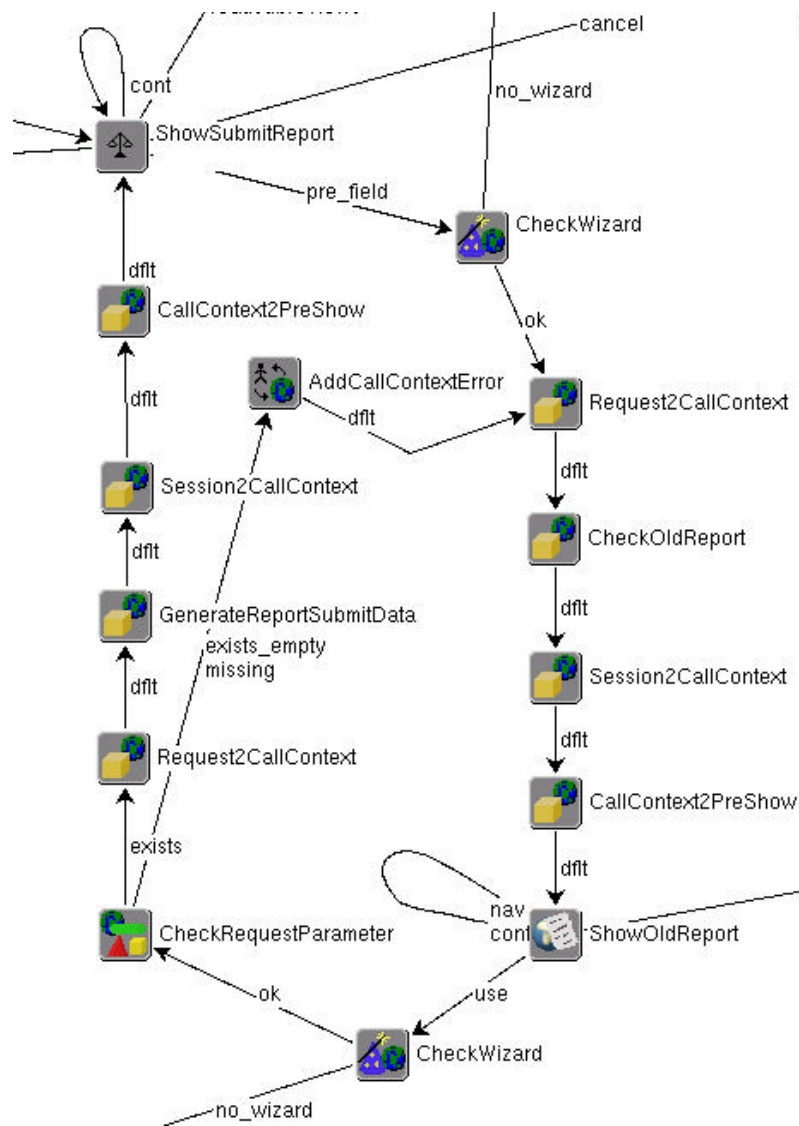 cancel
cont
no_wizard
ShowSubmitReport
pre_field
CheckWizard
dflt
CallContext2PreShow
ok
AddCallContextError
Request2CallContext
dflt
dflt
dflt
Session2CallContext
CheckOldReport
dflt
dflt
GenerateReportSubmitData
exists_empty
missing
Session2CallContext
dflt
dflt
Request2CallContext
CallContext2PreShow
exists
dflt
nav
cont
CheckRequestParameter
ShowOldReport
ok
use
CheckWizard
no_wizard